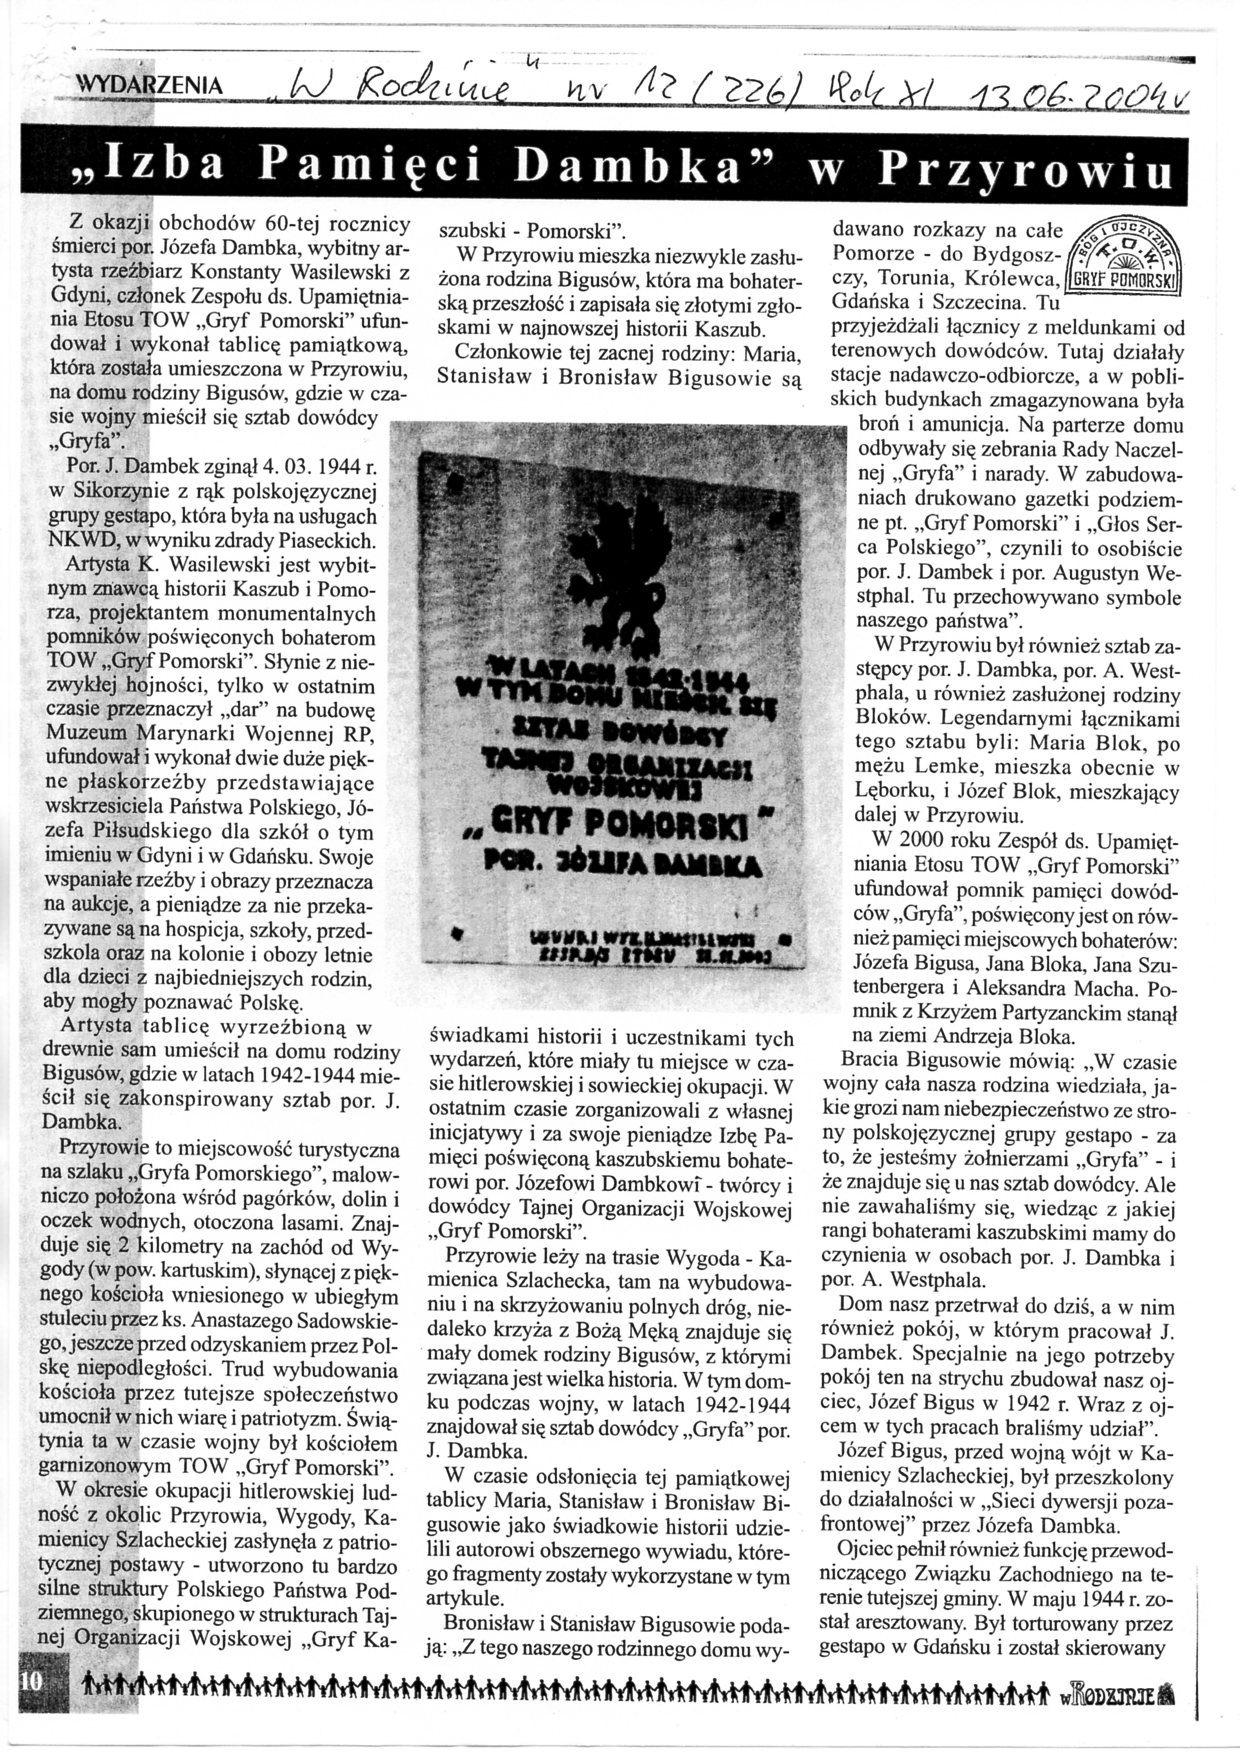 WYDARZENIA
„W Rodzinie" nr 12 (226) Rok XI 13.06.2004 r
„Izba Pamięci Dambka” w Przyrowiu
Z okazji obchodów 60-tej rocznicy
śmierci por. Józefa Dambka, wybitny ar-
tysta rzeźbiarz Konstanty Wasilewski z
Gdyni, członek Zespołu ds. Upamiętnia-
nia Etosu TOW „Gryf Pomorski” ufun-
dował i wykonał tablicę pamiątkową,
która została umieszczona w Przyrowiu,
na domu rodziny Bigusów, gdzie w cza-
sie wojny mieścił się sztab dowódcy
„Gryfa”.
Por. J. Dambek zginął 4. 03. 1944 r.
w Sikorzynie z rąk polskojęzycznej
grupy gestapo, która była na usługach
NKWD, w wyniku zdrady Piaseckich.
Artysta K. Wasilewski jest wybit-
nym znawcą historii Kaszub i Pomo-
rza, projektantem monumentalnych
pomników poświęconych bohaterom
TOW „Gryf Pomorski”. Słynie z nie-
zwykłej hojności, tylko w ostatnim
czasie przeznaczył „dar” na budowę
Muzeum Marynarki Wojennej RP,
ufundował i wykonał dwie duże pięk-
ne płaskorzeźby przedstawiające
wskrzesiciela Państwa Polskiego, Jó-
zefa Piłsudskiego dla szkół o tym
imieniu w Gdyni i w Gdańsku. Swoje
wspaniałe rzeźby i obrazy przeznacza
na aukcje, a pieniądze za nie przeka-
zywane są na hospicja, szkoły, przed-
szkola oraz na kolonie i obozy letnie
dla dzieci z najbiedniejszych rodzin,
aby mogły poznawać Polskę.
Artysta tablicę wyrzeźbioną w
drewnie sam umieścił na domu rodziny
Bigusów, gdzie w latach 1942-1944 mie-
ścił się zakonspirowany sztab por. J.
Dambka.
Przyrowie to miejscowość turystyczna
na szlaku „Gryfa Pomorskiego”, malow-
niczo położona wśród pagórków, dolin i
oczek wodnych, otoczona lasami. Znaj-
duje się 2 kilometry na zachód od Wy-
gody (w pow. kartuskim), słynącej z pięk-
nego kościoła wniesionego w ubiegłym
stuleciu przez ks. Anastazego Sadowskie-
go, jeszcze przed odzyskaniem przez Pol-
skę niepodległości. Trud wybudowania
kościoła przez tutejsze społeczeństwo
umocnił w nich wiarę i patriotyzm. Świą-
tynia ta w czasie wojny był kościołem
garnizonowym TOW „Gryf Pomorski”.
W okresie okupacji hitlerowskiej lud-
ność z okolic Przyrowia, Wygody, Ka-
mienicy Szlacheckiej zasłynęła z patrio-
tycznej postawy - utworzono tu bardzo
silne struktury Polskiego Państwa Pod-
ziemnego, skupionego w strukturach Taj-
nej Organizacji Wojskowej „Gryf Ka-
szubski - Pomorski”.
W Przyrowiu mieszka niezwykle zasłu-
żona rodzina Bigusów, która ma bohater-
ską przeszłość i zapisała się złotymi zgło-
skami w najnowszej historii Kaszub.
Członkowie tej zacnej rodziny: Maria,
Stanisław i Bronisław Bigusowie są
W LATACH 1942-1944
W TYM DOMU MIEŚCIŁ SIĘ
SZTAB DOWÓDCY
TAJNEJ ORGANIZACJI
WOJSKOWEJ
„GRYF POMORSKI”
POR. JÓZEFA DAMBKA
świadkami historii i uczestnikami tych
wydarzeń, które miały tu miejsce w cza-
sie hitlerowskiej i sowieckiej okupacji. W
ostatnim czasie zorganizowali z własnej
inicjatywy i za swoje pieniądze Izbę Pa-
mięci poświęconą kaszubskiemu bohate-
rowi por. Józefowi Dambkowi - twórcy i
dowódcy Tajnej Organizacji Wojskowej
„Gryf Pomorski”.
Przyrowie leży na trasie Wygoda - Ka-
mienica Szlachecka, tam na wybudowa-
niu i na skrzyżowaniu polnych dróg, nie-
daleko krzyża z Bożą Męką znajduje się
mały domek rodziny Bigusów, z którymi
związana jest wielka historia. W tym dom-
ku podczas wojny, w latach 1942-1944
znajdował się sztab dowódcy „Gryfa” por.
J. Dambka.
W czasie odsłonięcia tej pamiątkowej
tablicy Maria, Stanisław i Bronisław Bi-
gusowie jako świadkowie historii udzie-
lili autorowi obszernego wywiadu, które-
go fragmenty zostały wykorzystane w tym
artykule.
Bronisław i Stanisław Bigusowie poda-
ją: „Z tego naszego rodzinnego domu wy-
dawano rozkazy na całe
Pomorze - do Bydgosz-
czy, Torunia, Królewca,
Gdańska i Szczecina. Tu
BÓG I OJCZYZNA
T.O.W.
GRYF POMORSKI
przyjeżdżali łącznicy z meldunkami od
terenowych dowódców. Tutaj działały
stacje nadawczo-odbiorcze, a w pobli-
skich budynkach zmagazynowana była
broń i amunicja. Na parterze domu
odbywały się zebrania Rady Naczel-
nej „Gryfa” i narady. W zabudowa-
niach drukowano gazetki podziem-
ne pt. „Gryf Pomorski” i „Głos Ser-
ca Polskiego”, czynili to osobiście
por. J. Dambek i por. Augustyn We-
stphal. Tu przechowywano symbole
naszego państwa”.
W Przyrowiu był również sztab za-
stępcy por. J. Dambka, por. A. West-
phala, u również zasłużonej rodziny
Bloków. Legendarnymi łącznikami
tego sztabu byli: Maria Blok, po
mężu Lemke, mieszka obecnie w
Lęborku, i Józef Blok, mieszkający
dalej w Przyrowiu.
W 2000 roku Zespół ds. Upamięt-
niania Etosu TOW „Gryf Pomorski”
ufundował pomnik pamięci dowód-
ców „Gryfa”, poświęcony jest on rów-
nież pamięci miejscowych bohaterów:
Józefa Bigusa, Jana Bloka, Jana Szu-
tenbergera i Aleksandra Macha. Po-
mnik z Krzyżem Partyzanckim stanął
na ziemi Andrzeja Bloka.
Bracia Bigusowie mówią: „W czasie
wojny cała nasza rodzina wiedziała, ja-
kie grozi nam niebezpieczeństwo ze stro-
ny polskojęzycznej grupy gestapo - za
to, że jesteśmy żołnierzami „Gryfa” - i
że znajduje się u nas sztab dowódcy. Ale
nie zawahaliśmy się, wiedząc z jakiej
rangi bohaterami kaszubskimi mamy do
czynienia w osobach por. J. Dambka i
por. A. Westphala.
Dom nasz przetrwał do dziś, a w nim
również pokój, w którym pracował J.
Dambek. Specjalnie na jego potrzeby
pokój ten na strychu zbudował nasz oj-
ciec, Józef Bigus w 1942 r. Wraz z oj-
cem w tych pracach braliśmy udział”.
Józef Bigus, przed wojną wójt w Ka-
mienicy Szlacheckiej, był przeszkolony
do działalności w „Sieci dywersji poza-
frontowej” przez Józefa Dambka.
Ojciec pełnił również funkcję przewod-
niczącego Związku Zachodniego na te-
renie tutejszej gminy. W maju 1944 r. zo-
stał aresztowany. Był torturowany przez
gestapo w Gdańsku i został skierowany
10
wRODZINIE